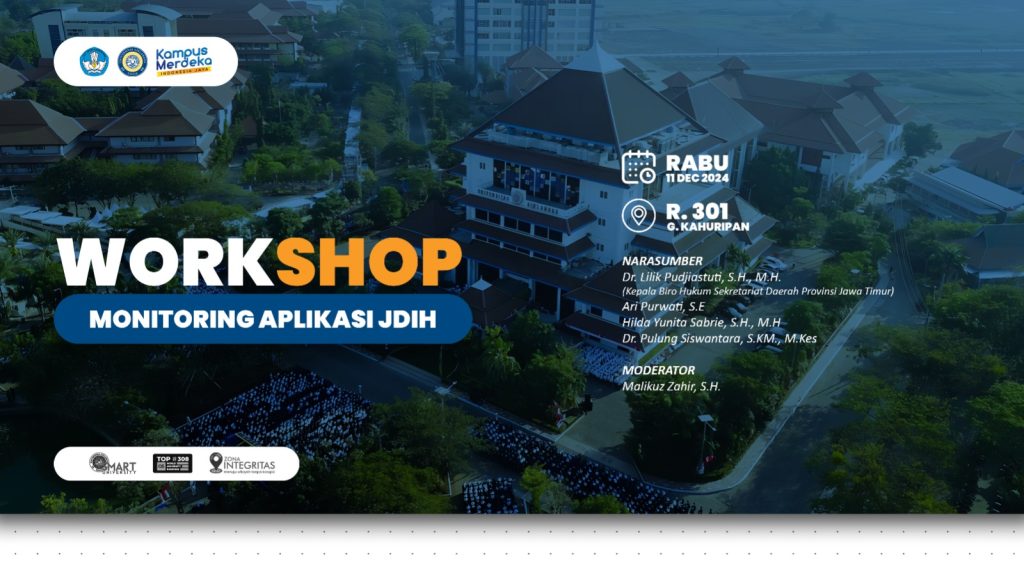 Kampus
Merdeka
INDONESIA JAYA
UNIVERSITAS AIRLANGGA
RABU
11 DEC 2024
R. 301
G. KAHURIPAN
WORKSHOP
MONITORING APLIKASI JDIH
NARASUMBER
Dr. Lilik Pudjiastuti, S.H., M.H.
(Kepala Biro Hukum Sekretariat Daerah Provinsi Jawa Timur)
Ari Purwati, S.E
Hilda Yunita Sabrie, S.H., M.H
Dr. Pulung Siswantara, S.KM., M.Kes
MODERATOR
Malikuz Zahir, S.H.
SMART
UNIVERSITY
TOP #308
ZONA
INTEGRITAS